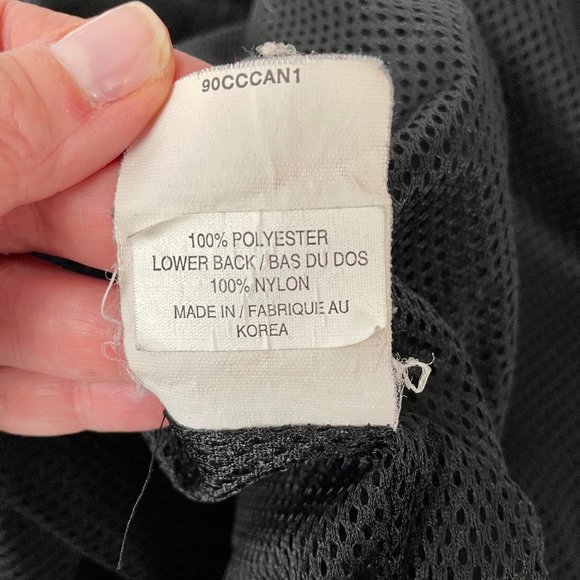 90CCCAN1
100% POLYESTER
LOWER BACK / BAS DU DOS
100% NYLON
MADE IN / FABRIQUE AU
KOREA